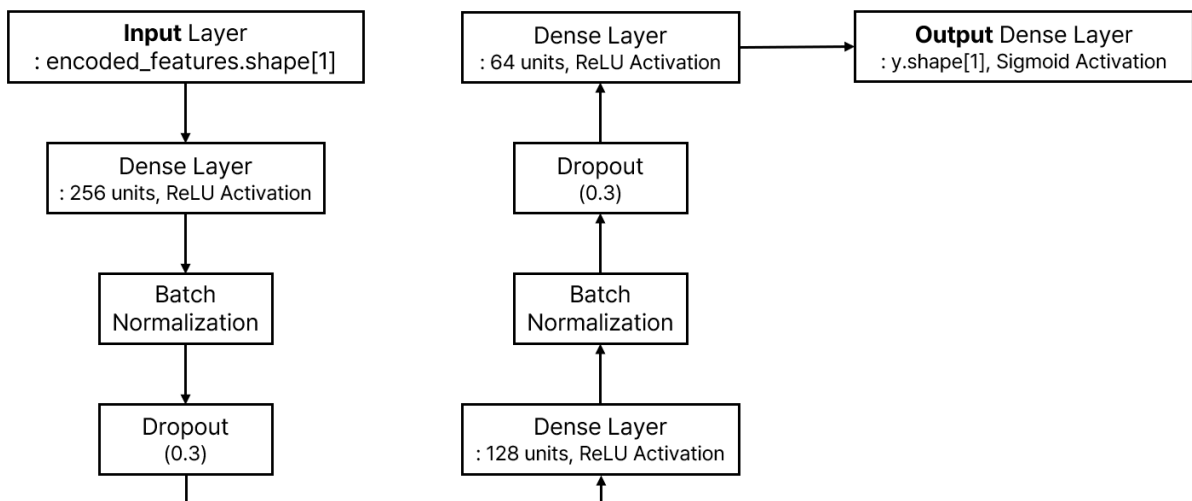 Input Layer
: encoded_features.shape[1]
Dense Layer
: 256 units, ReLU Activation
Batch
Normalization
Dropout
(0.3)
Dense Layer
: 128 units, ReLU Activation
Batch
Normalization
Dropout
(0.3)
Dense Layer
: 64 units, ReLU Activation
Output Dense Layer
: y.shape[1], Sigmoid Activation